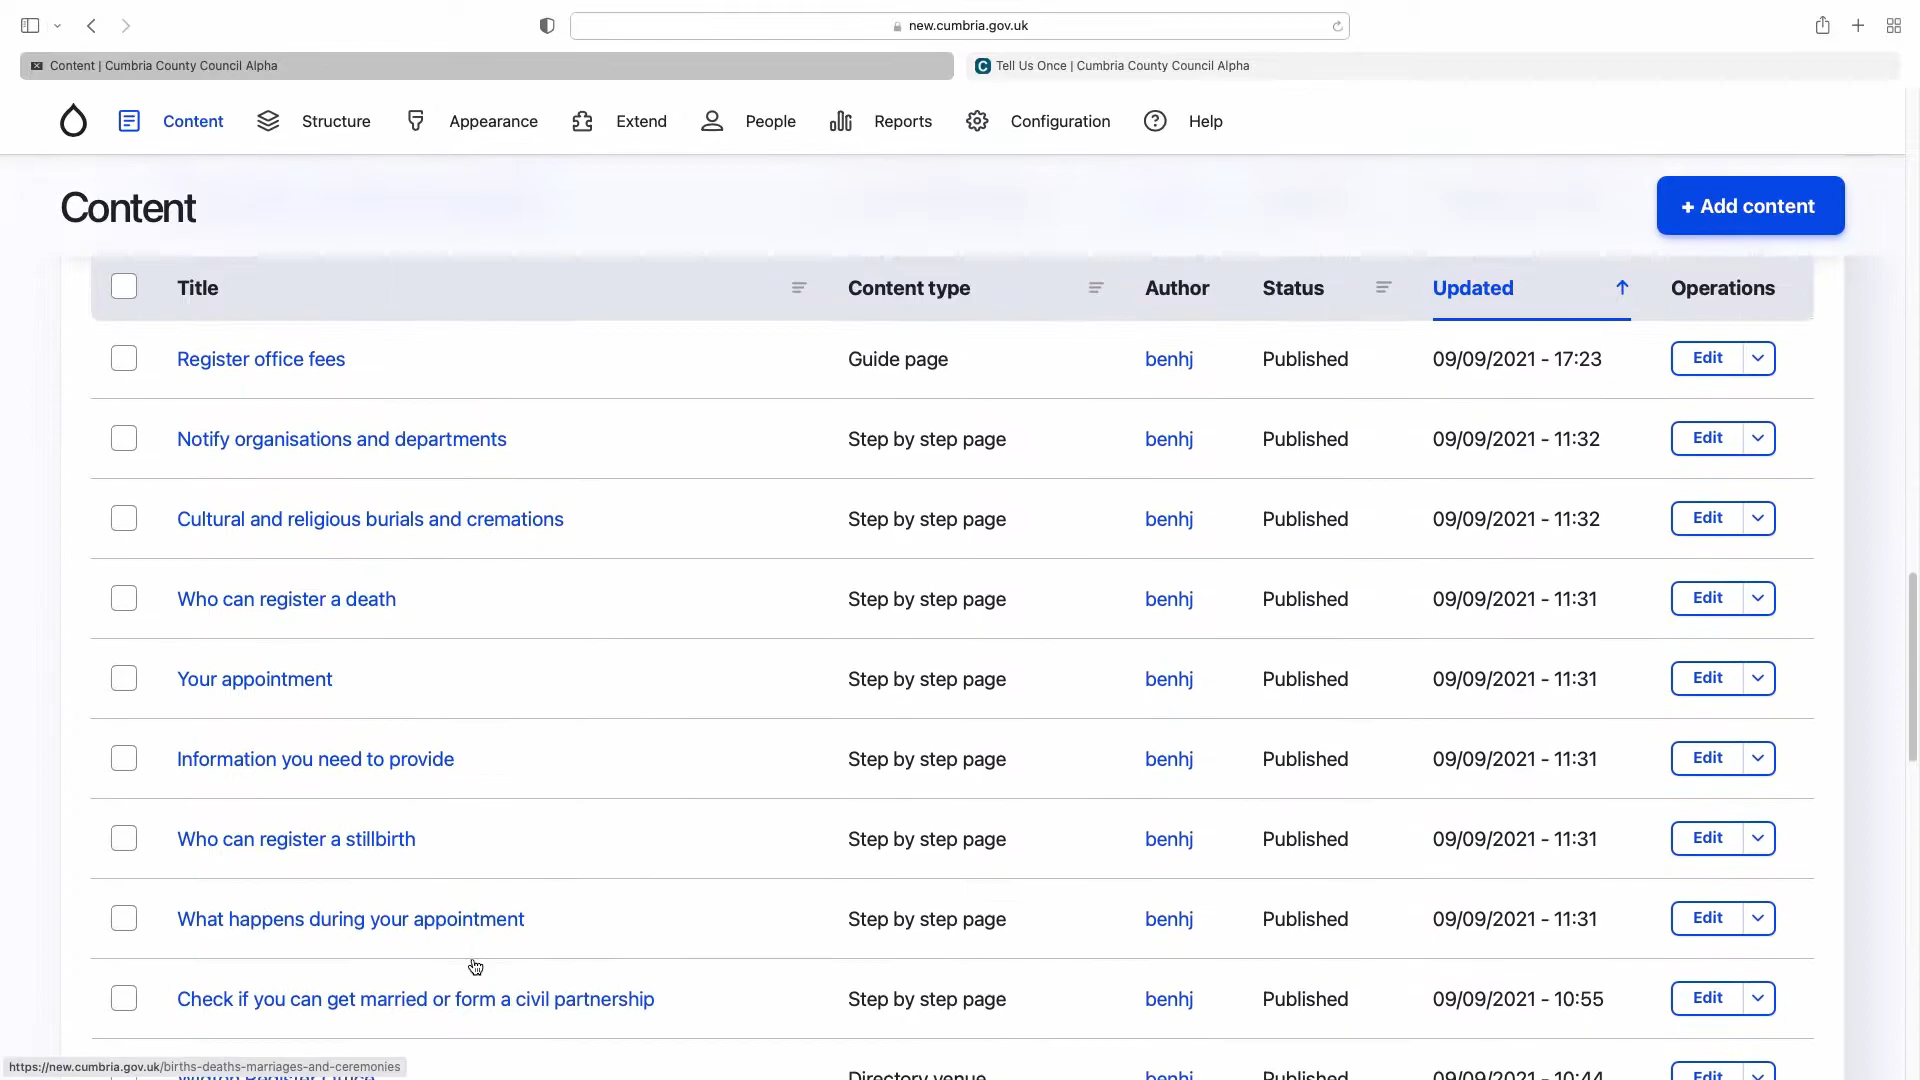 new.cumbria.gov.uk
Content | Cumbria County Council Alpha
C Tell Us Once | Cumbria County Council Alpha
Content Structure Appearance Extend People Reports Configuration Help
Content
+ Add content
Title Content type Author Status Updated Operations
Register office fees Guide page benhj Published 09/09/2021 - 17:23 Edit
Notify organisations and departments Step by step page benhj Published 09/09/2021 - 11:32 Edit
Cultural and religious burials and cremations Step by step page benhj Published 09/09/2021 - 11:32 Edit
Who can register a death Step by step page benhj Published 09/09/2021 - 11:31 Edit
Your appointment Step by step page benhj Published 09/09/2021 - 11:31 Edit
Information you need to provide Step by step page benhj Published 09/09/2021 - 11:31 Edit
Who can register a stillbirth Step by step page benhj Published 09/09/2021 - 11:31 Edit
What happens during your appointment Step by step page benhj Published 09/09/2021 - 11:31 Edit
Check if you can get married or form a civil partnership Step by step page benhj Published 09/09/2021 - 10:55 Edit
https://new.cumbria.gov.uk/births-deaths-marriages-and-ceremonies
Directory venue benhj Published 09/09/2021 - 10:44 Edit